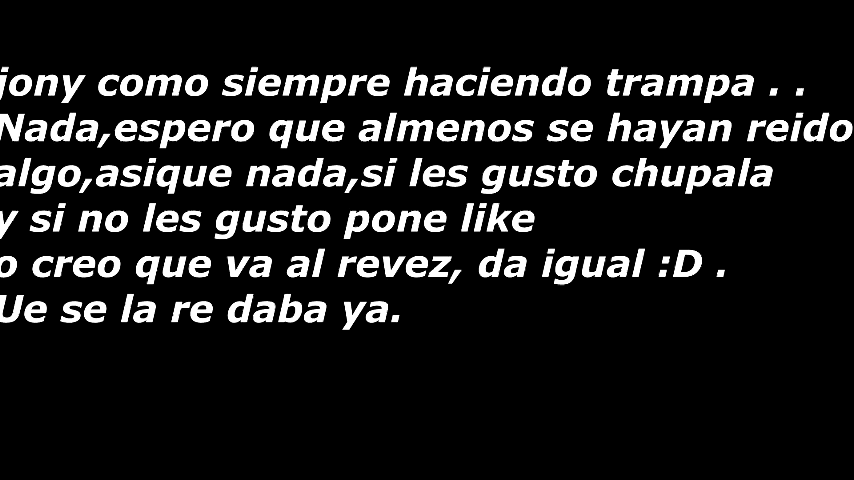 jony como siempre haciendo trampa . .
Nada,espero que almenos se hayan reido
algo,asique nada,si les gusto chupala
y si no les gusto pone like
o creo que va al revez, da igual :D .
Ue se la re daba ya.